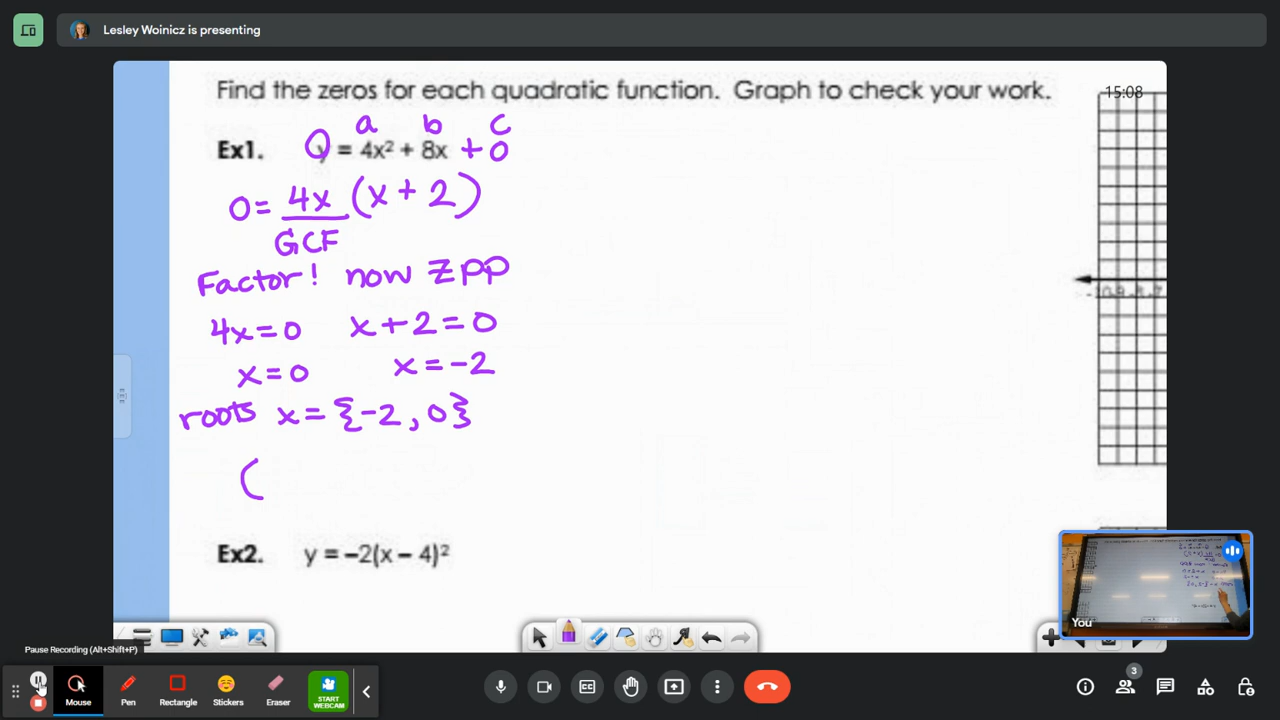 Lesley Woinicz is presenting
Find the zeros for each quadratic function. Graph to check your work.
15:08
a b c
Ex1. 0 y = 4x² + 8x + 0
0 = 4x (x + 2)
GCF
Factor! now ZPP
4x = 0 x + 2 = 0
x = 0 x = -2
roots x = {-2, 0}
(
Ex2. y = –2(x – 4)²
You
Pause Recording (Alt+Shift+P)
Mouse Pen Rectangle Stickers Eraser START WEBCAM
3